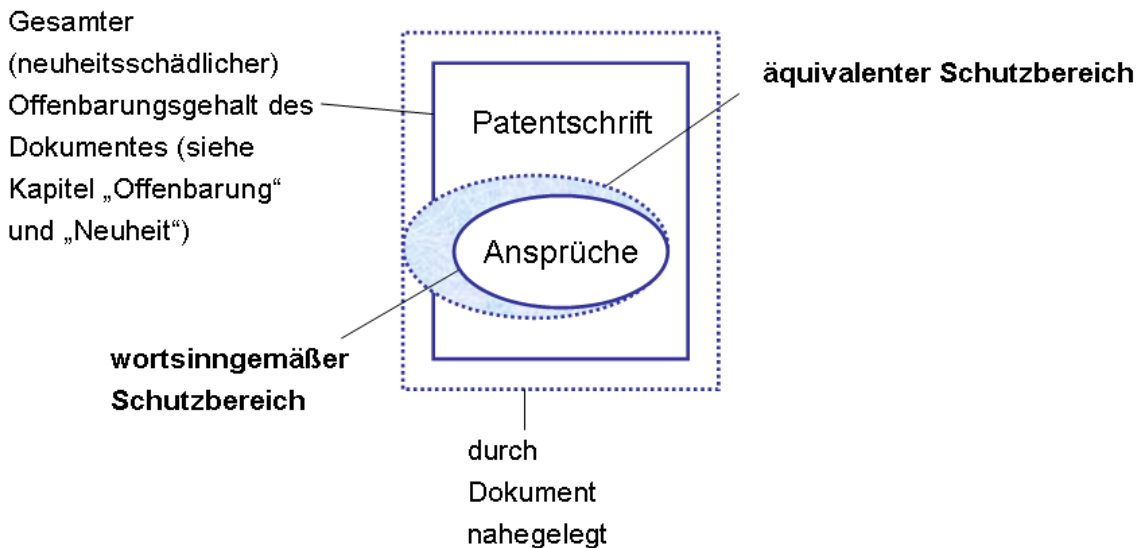 Gesamter
(neuheitsschädlicher)
Offenbarungsgehalt des
Dokumentes (siehe
Kapitel „Offenbarung“
und „Neuheit“)
äquivalenter Schutzbereich
Patentschrift
Ansprüche
wortsinngemäßer
Schutzbereich
durch
Dokument
nahegelegt